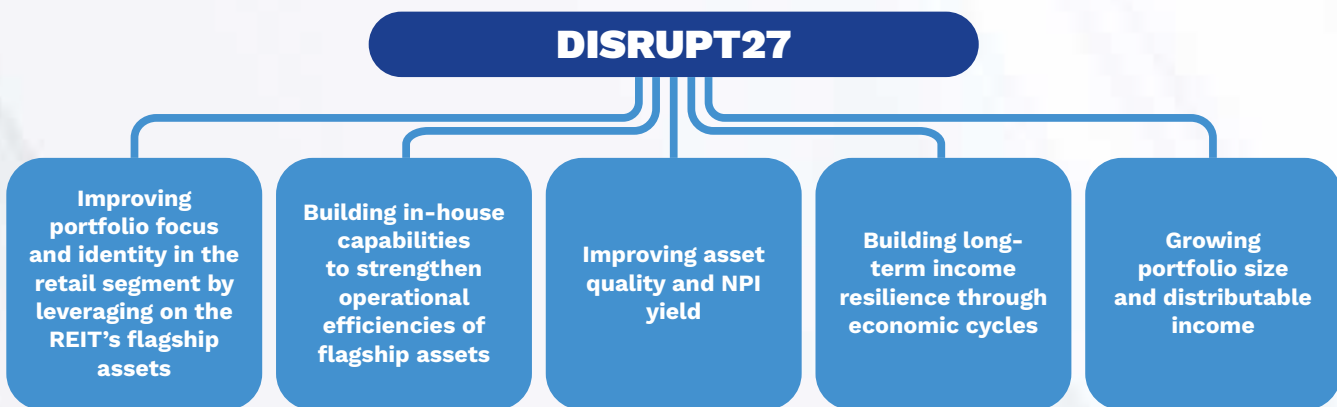 DISRUPT27
Improving
portfolio focus
and identity in the
retail segment by
leveraging on the
REIT's flagship
assets
Building in-house
capabilities
to strengthen
operational
efficiencies of
flagship assets
Improving asset
quality and NPI
yield
Building long-
term income
resilience through
economic cycles
Growing
portfolio size
and distributable
income